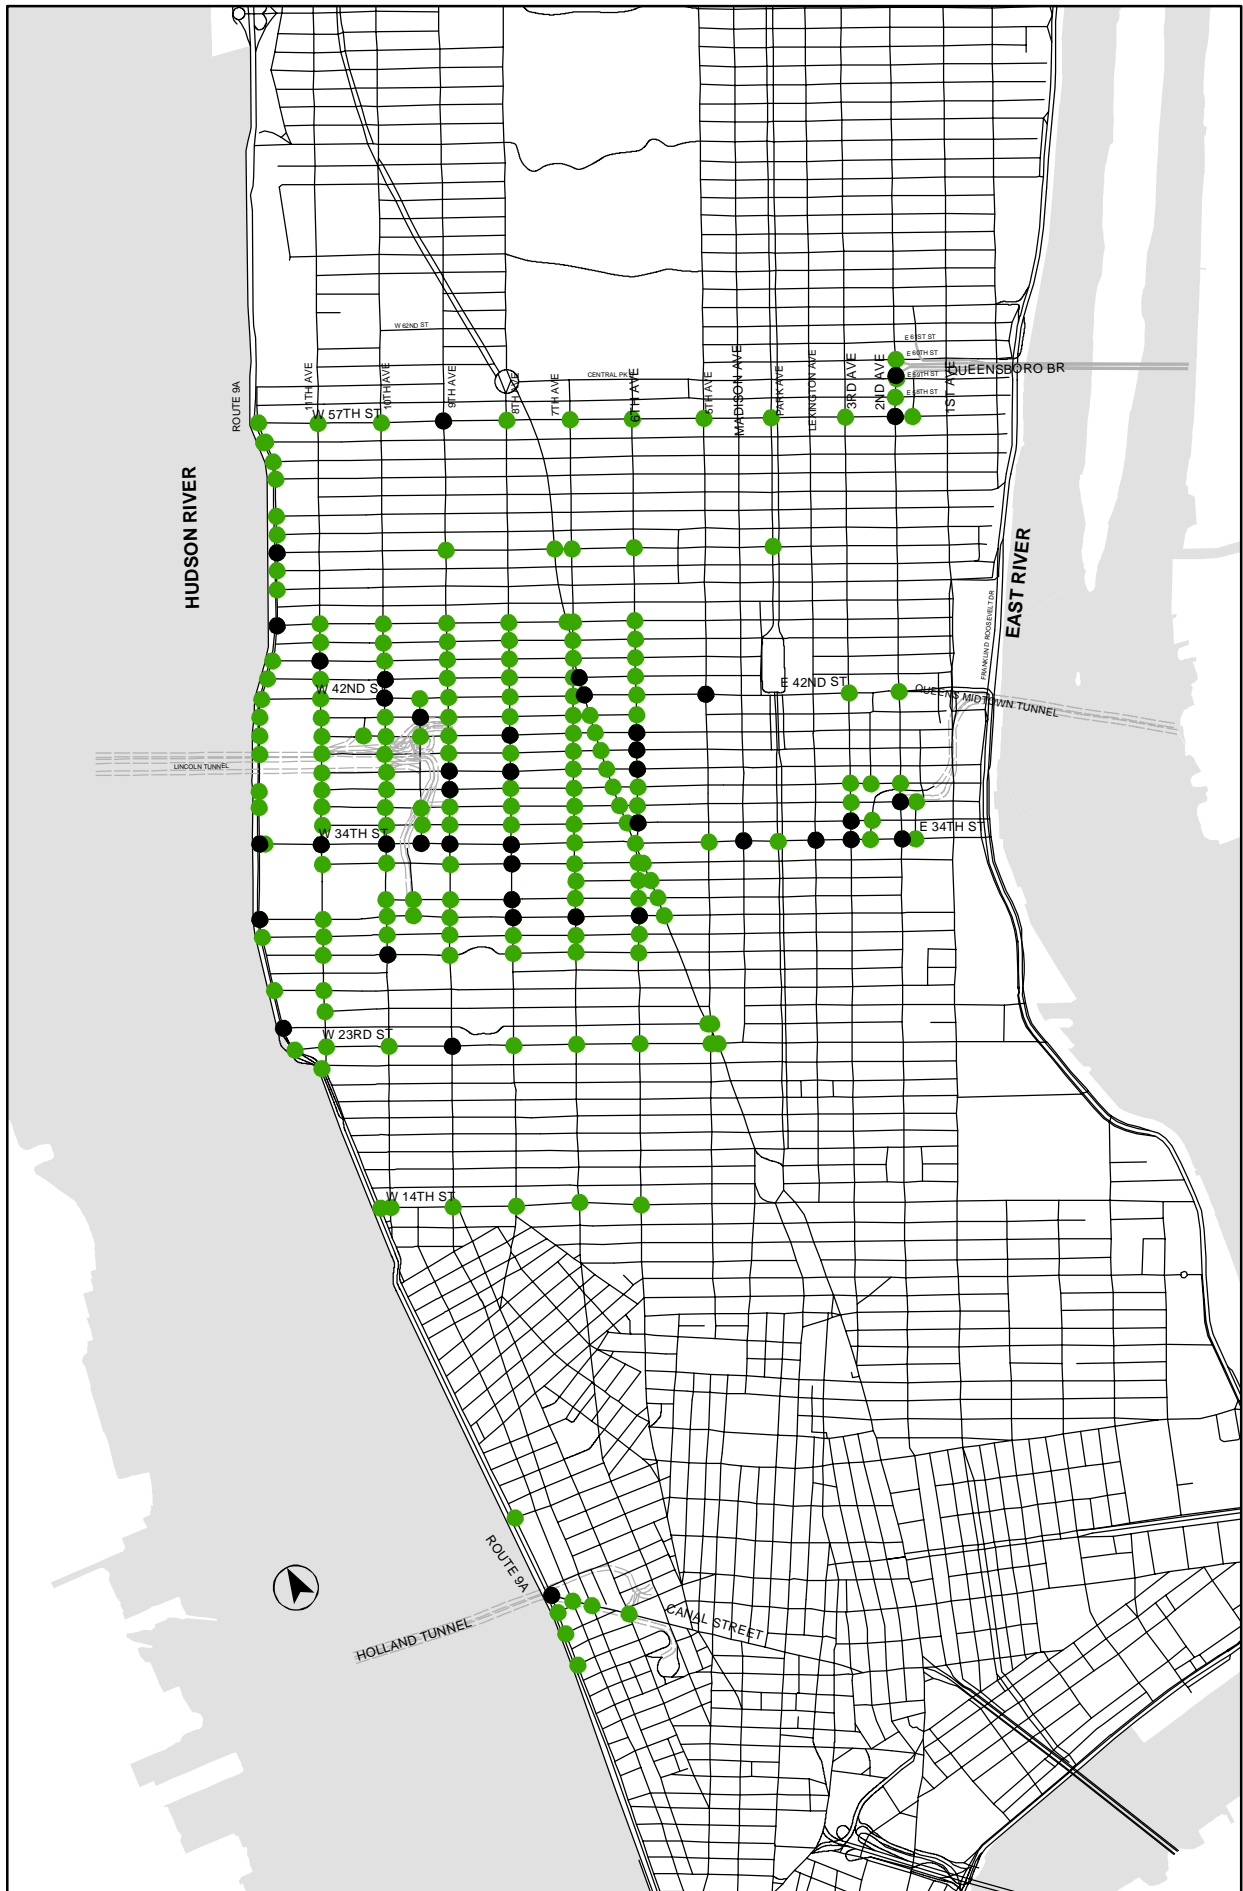 W 62ND ST
E 61ST ST
E 60TH ST
QUEENSBORO BR
CENTRAL PK
E 59TH ST
E 58TH ST
ROUTE 9A
11TH AVE
10TH AVE
9TH AVE
8TH AVE
7TH AVE
6TH AVE
5TH AVE
MADISON AVE
PARK AVE
LEXINGTON AVE
3RD AVE
2ND AVE
1ST AVE
W 57TH ST
HUDSON RIVER
EAST RIVER
FRANKLIN D ROOSEVELT DR
W 42ND ST
E 42ND ST
QUEENS MIDTOWN TUNNEL
LINCOLN TUNNEL
W 34TH ST
E 34TH ST
W 23RD ST
W 14TH ST
ROUTE 9A
HOLLAND TUNNEL
CANAL STREET